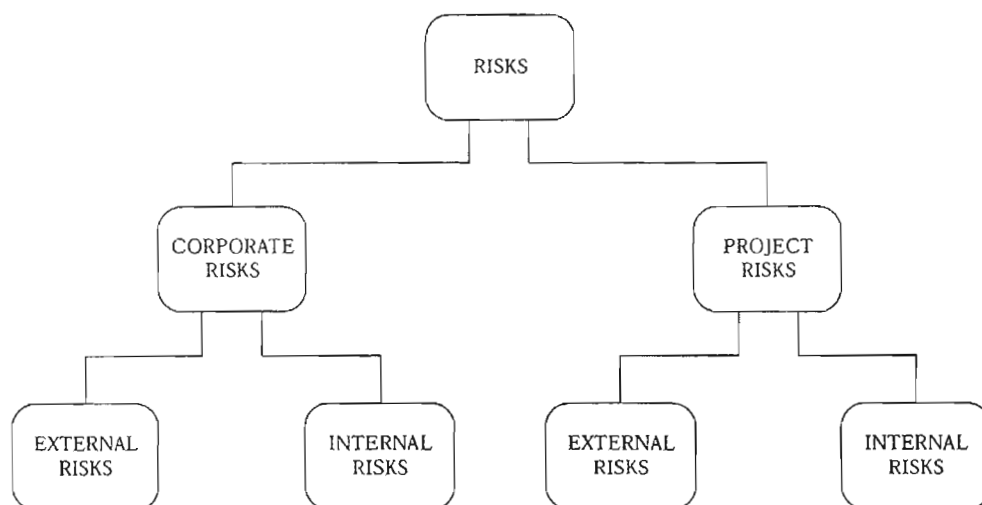 RISKS
CORPORATE
RISKS
PROJECT
RISKS
EXTERNAL
RISKS
INTERNAL
RISKS
EXTERNAL
RISKS
INTERNAL
RISKS